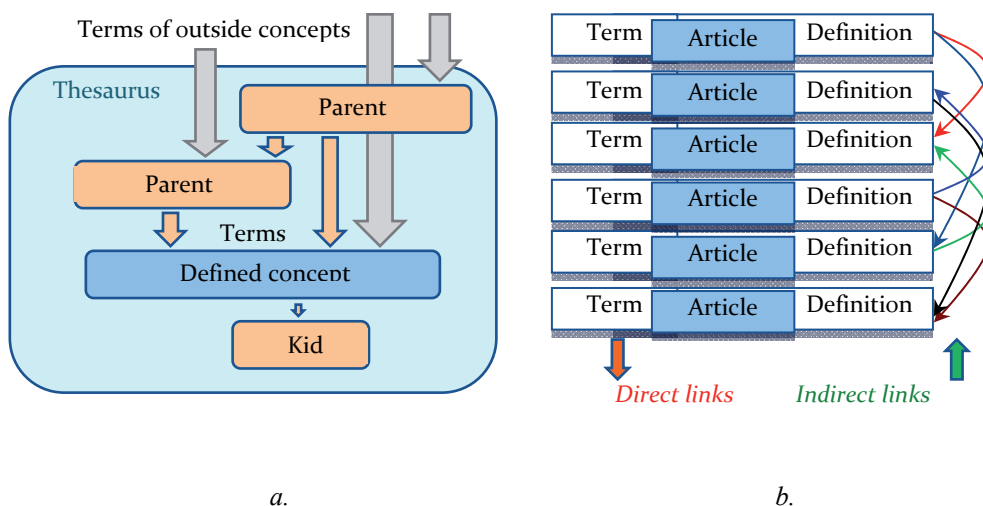 Terms of outside concepts
Thesaurus
Parent
Parent
Terms
Defined concept
Kid
a.
Term Article Definition
Term Article Definition
Term Article Definition
Term Article Definition
Term Article Definition
Term Article Definition
Direct links Indirect links
b.